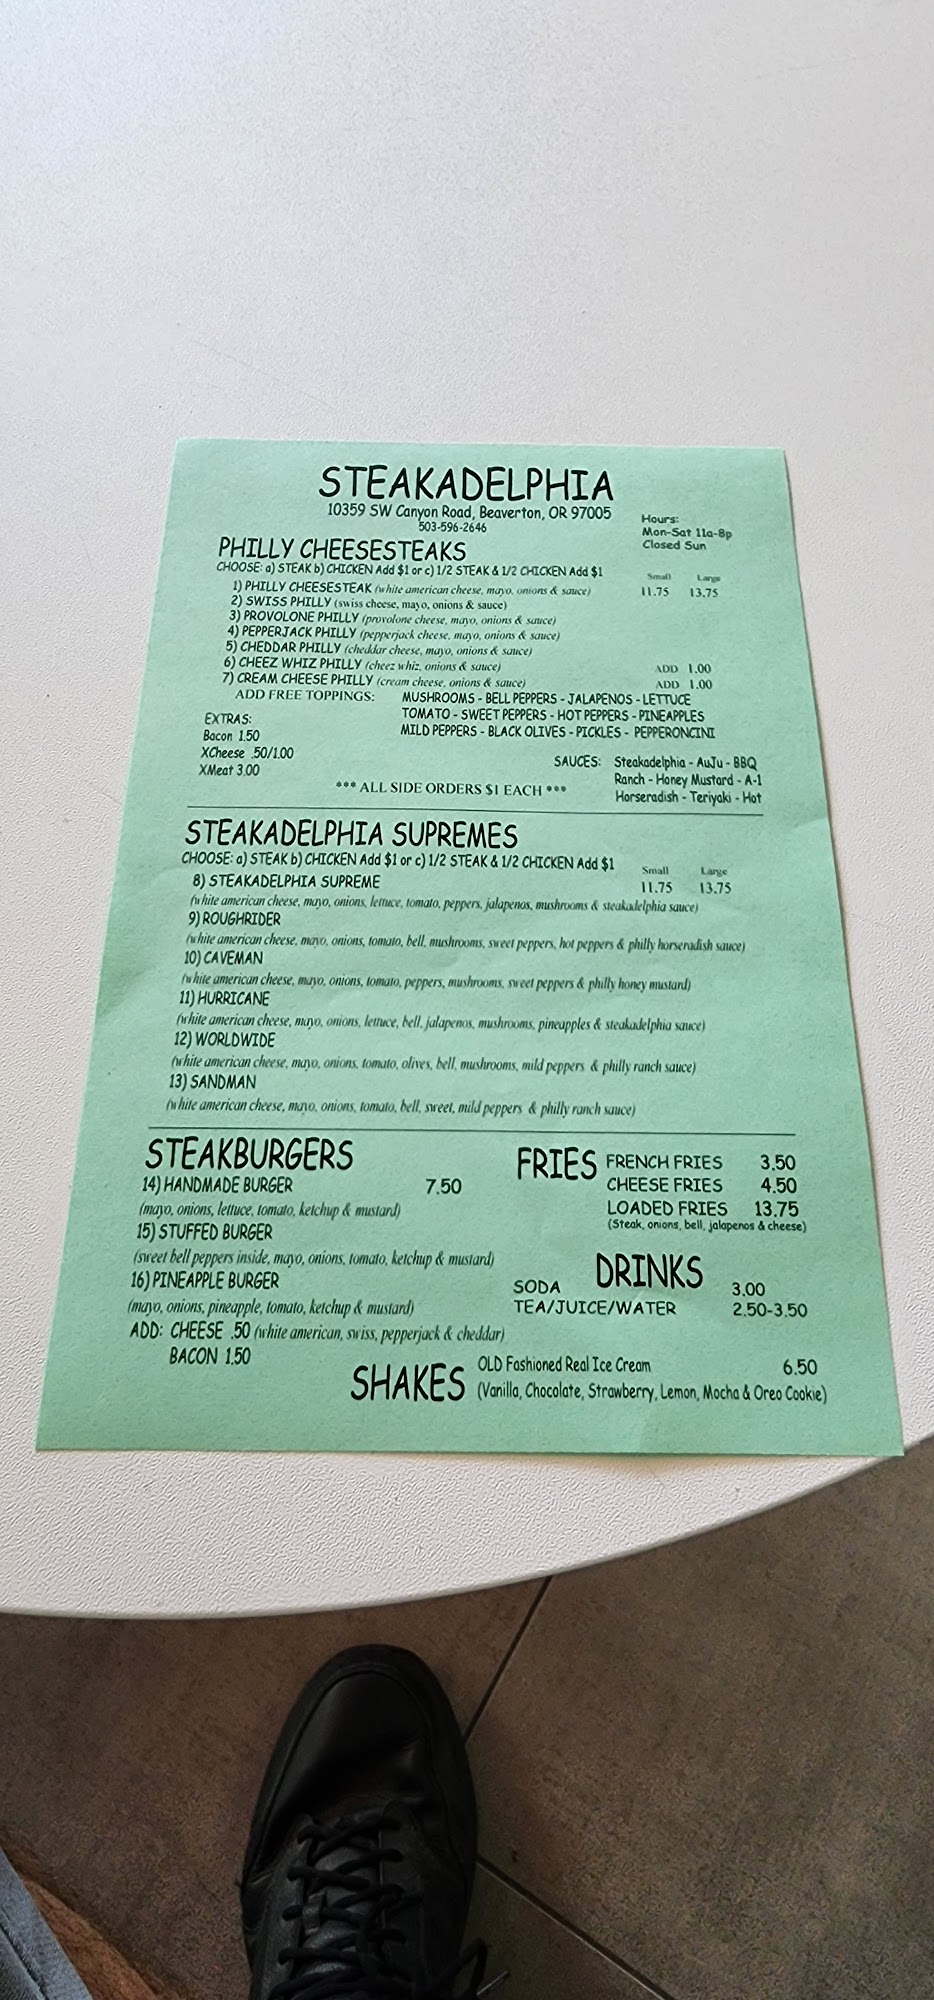 STEAKADELPHIA
10359 SW Canyon Road, Beaverton, OR 97005
503-596-2646
Hours:
Mon-Sat 11a-8p
Closed Sun
PHILLY CHEESESTEAKS
CHOOSE: a) STEAK b) CHICKEN Add $1 or c) 1/2 STEAK & 1/2 CHICKEN Add $1
Small Large
1) PHILLY CHEESESTEAK (white american cheese, mayo, onions & sauce) 11.75 13.75
2) SWISS PHILLY (swiss cheese, mayo, onions & sauce)
3) PROVOLONE PHILLY (provolone cheese, mayo, onions & sauce)
4) PEPPERJACK PHILLY (pepperjack cheese, mayo, onions & sauce)
5) CHEDDAR PHILLY (cheddar cheese, mayo, onions & sauce)
6) CHEEZ WHIZ PHILLY (cheez whiz, onions & sauce) ADD 1.00
7) CREAM CHEESE PHILLY (cream cheese, onions & sauce) ADD 1.00
ADD FREE TOPPINGS: MUSHROOMS - BELL PEPPERS - JALAPENOS - LETTUCE
TOMATO - SWEET PEPPERS - HOT PEPPERS - PINEAPPLES
MILD PEPPERS - BLACK OLIVES - PICKLES - PEPPERONCINI
EXTRAS:
Bacon 1.50
XCheese .50/1.00
XMeat 3.00
SAUCES: Steakadelphia - AuJu - BBQ
Ranch - Honey Mustard - A-1
Horseradish - Teriyaki - Hot
*** ALL SIDE ORDERS $1 EACH ***
STEAKADELPHIA SUPREMES
CHOOSE: a) STEAK b) CHICKEN Add $1 or c) 1/2 STEAK & 1/2 CHICKEN Add $1
Small Large
8) STEAKADELPHIA SUPREME 11.75 13.75
(white american cheese, mayo, onions, lettuce, tomato, peppers, jalapenos, mushrooms & steakadelphia sauce)
9) ROUGHRIDER
(white american cheese, mayo, onions, tomato, bell, mushrooms, sweet peppers, hot peppers & philly horseradish sauce)
10) CAVEMAN
(white american cheese, mayo, onions, tomato, peppers, mushrooms, sweet peppers & philly honey mustard)
11) HURRICANE
(white american cheese, mayo, onions, lettuce, bell, jalapenos, mushrooms, pineapples & steakadelphia sauce)
12) WORLDWIDE
(white american cheese, mayo, onions, tomato, olives, bell, mushrooms, mild peppers & philly ranch sauce)
13) SANDMAN
(white american cheese, mayo, onions, tomato, bell, sweet, mild peppers & philly ranch sauce)
STEAKBURGERS
14) HANDMADE BURGER 7.50
(mayo, onions, lettuce, tomato, ketchup & mustard)
15) STUFFED BURGER
(sweet bell peppers inside, mayo, onions, tomato, ketchup & mustard)
16) PINEAPPLE BURGER
(mayo, onions, pineapple, tomato, ketchup & mustard)
ADD: CHEESE .50 (white american, swiss, pepperjack & cheddar)
BACON 1.50
FRIES FRENCH FRIES 3.50
CHEESE FRIES 4.50
LOADED FRIES 13.75
(Steak, onions, bell, jalapenos & cheese)
DRINKS
SODA 3.00
TEA/JUICE/WATER 2.50-3.50
SHAKES OLD Fashioned Real Ice Cream 6.50
(Vanilla, Chocolate, Strawberry, Lemon, Mocha & Oreo Cookie)